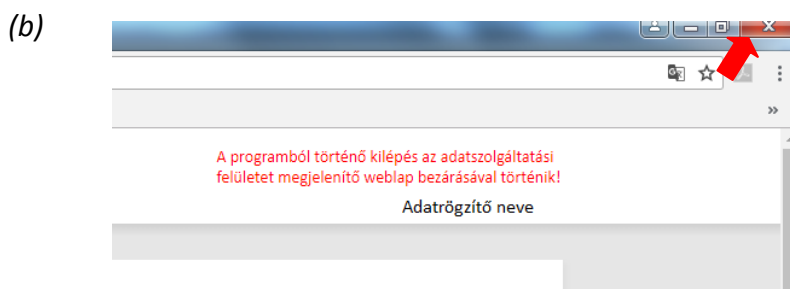 (b)
A programból történő kilépés az adatszolgáltatási
felületet megjelenítő weblap bezárásával történik!
Adatrögzítő neve